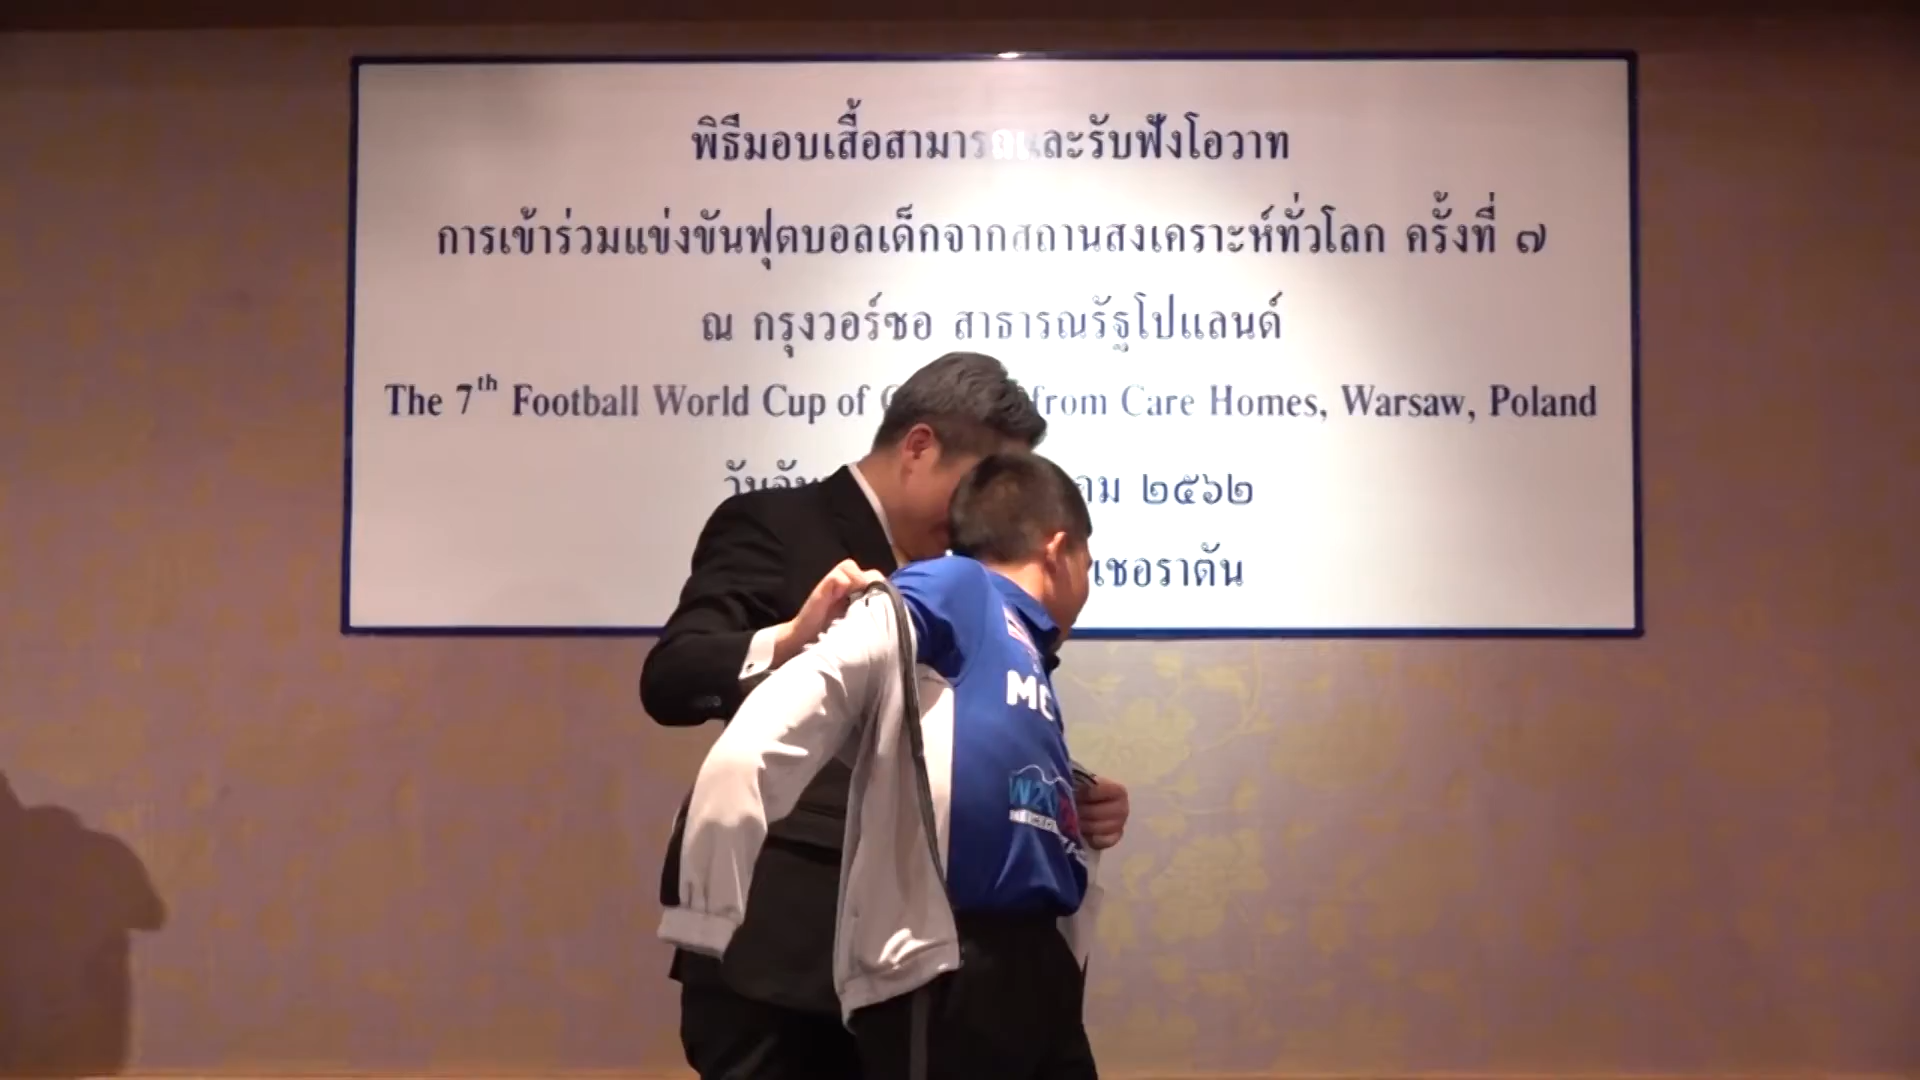 พิธีมอบเสื้อสามารถและรับฟังโอวาท
การเข้าร่วมแข่งขันฟุตบอลเด็กจากสถานสงเคราะห์ทั่วโลก ครั้งที่ ๗
ณ กรุงวอร์ซอ สาธารณรัฐโปแลนด์
The 7th Football World Cup of from Care Homes, Warsaw, Poland
๒๕๖๒
เชอราตัน